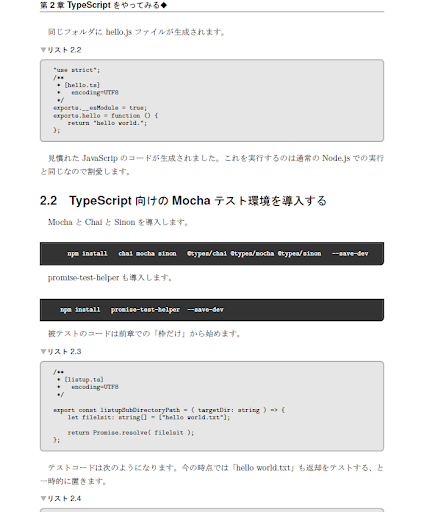 第 2 章 TypeScript をやってみる◆
同じフォルダに hello.js ファイルが生成されます。
▼リスト 2.2
"use strict";
/**
 * [hello.ts]
 *   encoding=UTF8
 */
exports.__esModule = true;
exports.hello = function () {
    return "hello world.";
};
見慣れた JavaScrip のコードが生成されました。これを実行するのは通常の Node.js での実行
と同じなので割愛します。
2.2 TypeScript 向けの Mocha テスト環境を導入する
Mocha と Chai と Sinon を導入します。
npm install chai mocha sinon @types/chai @types/mocha @types/sinon --save-dev
promise-test-helper も導入します。
npm install promise-test-helper --save-dev
被テストのコードは前章での「枠だけ」から始めます。
▼リスト 2.3
/**
 * [listup.ts]
 *   encoding=UTF8
 */
export const listupSubDirectoryPath = ( targetDir: string ) => {
    let filelsit: string[] = ["hello world.txt"];
    return Promise.resolve( filelsit );
};
テストコードは次のようになります。今の時点では「hello world.txt」も返却をテストする、と
一時的に置きます。
▼リスト 2.4